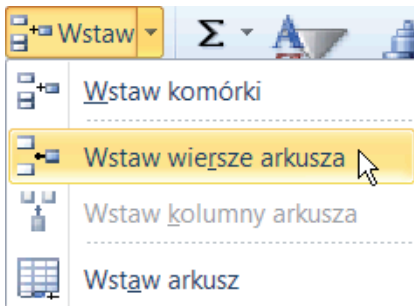 Wstaw Σ A
Wstaw komórki
Wstaw wiersze arkusza
Wstaw kolumny arkusza
Wstaw arkusz